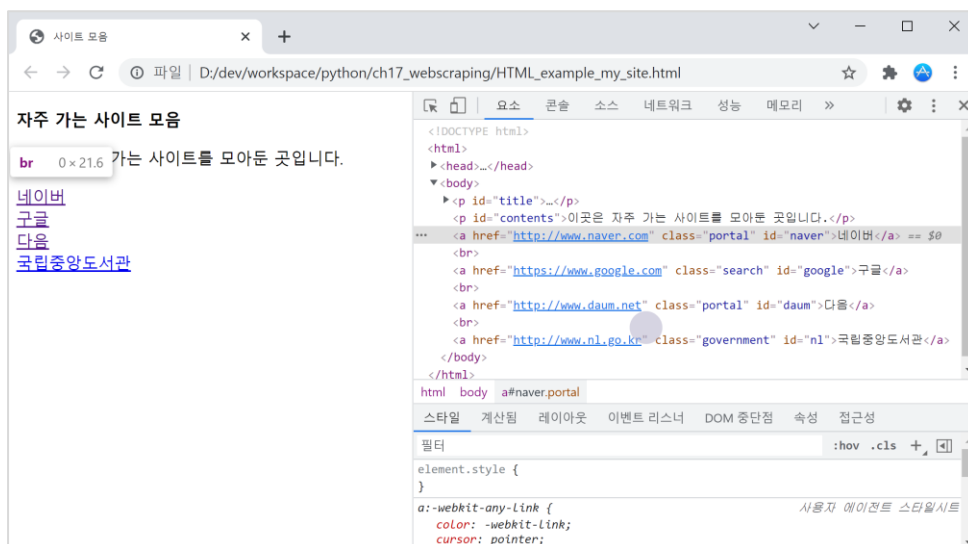 사이트 모음
파일 D:/dev/workspace/python/ch17_webscraping/HTML_example_my_site.html
자주 가는 사이트 모음
br 0×21.6
가는 사이트를 모아둔 곳입니다.
네이버
구글
다음
국립중앙도서관
요소 콘솔 소스 네트워크 성능 메모리 »
<!DOCTYPE html>
<html>
<head>…</head>
<body>
<p id="title">…</p>
<p id="contents">이곳은 자주 가는 사이트를 모아둔 곳입니다.</p>
<a href="http://www.naver.com" class="portal" id="naver">네이버</a> == $0
<br>
<a href="https://www.google.com" class="search" id="google">구글</a>
<br>
<a href="http://www.daum.net" class="portal" id="daum">다음</a>
<br>
<a href="http://www.nl.go.kr" class="government" id="nl">국립중앙도서관</a>
</body>
</html>
html body a#naver.portal
스타일 계산됨 레이아웃 이벤트 리스너 DOM 중단점 속성 접근성
필터 :hov .cls
element.style {
}
a:-webkit-any-link { 사용자 에이전트 스타일시트
color: -webkit-link;
cursor: pointer;